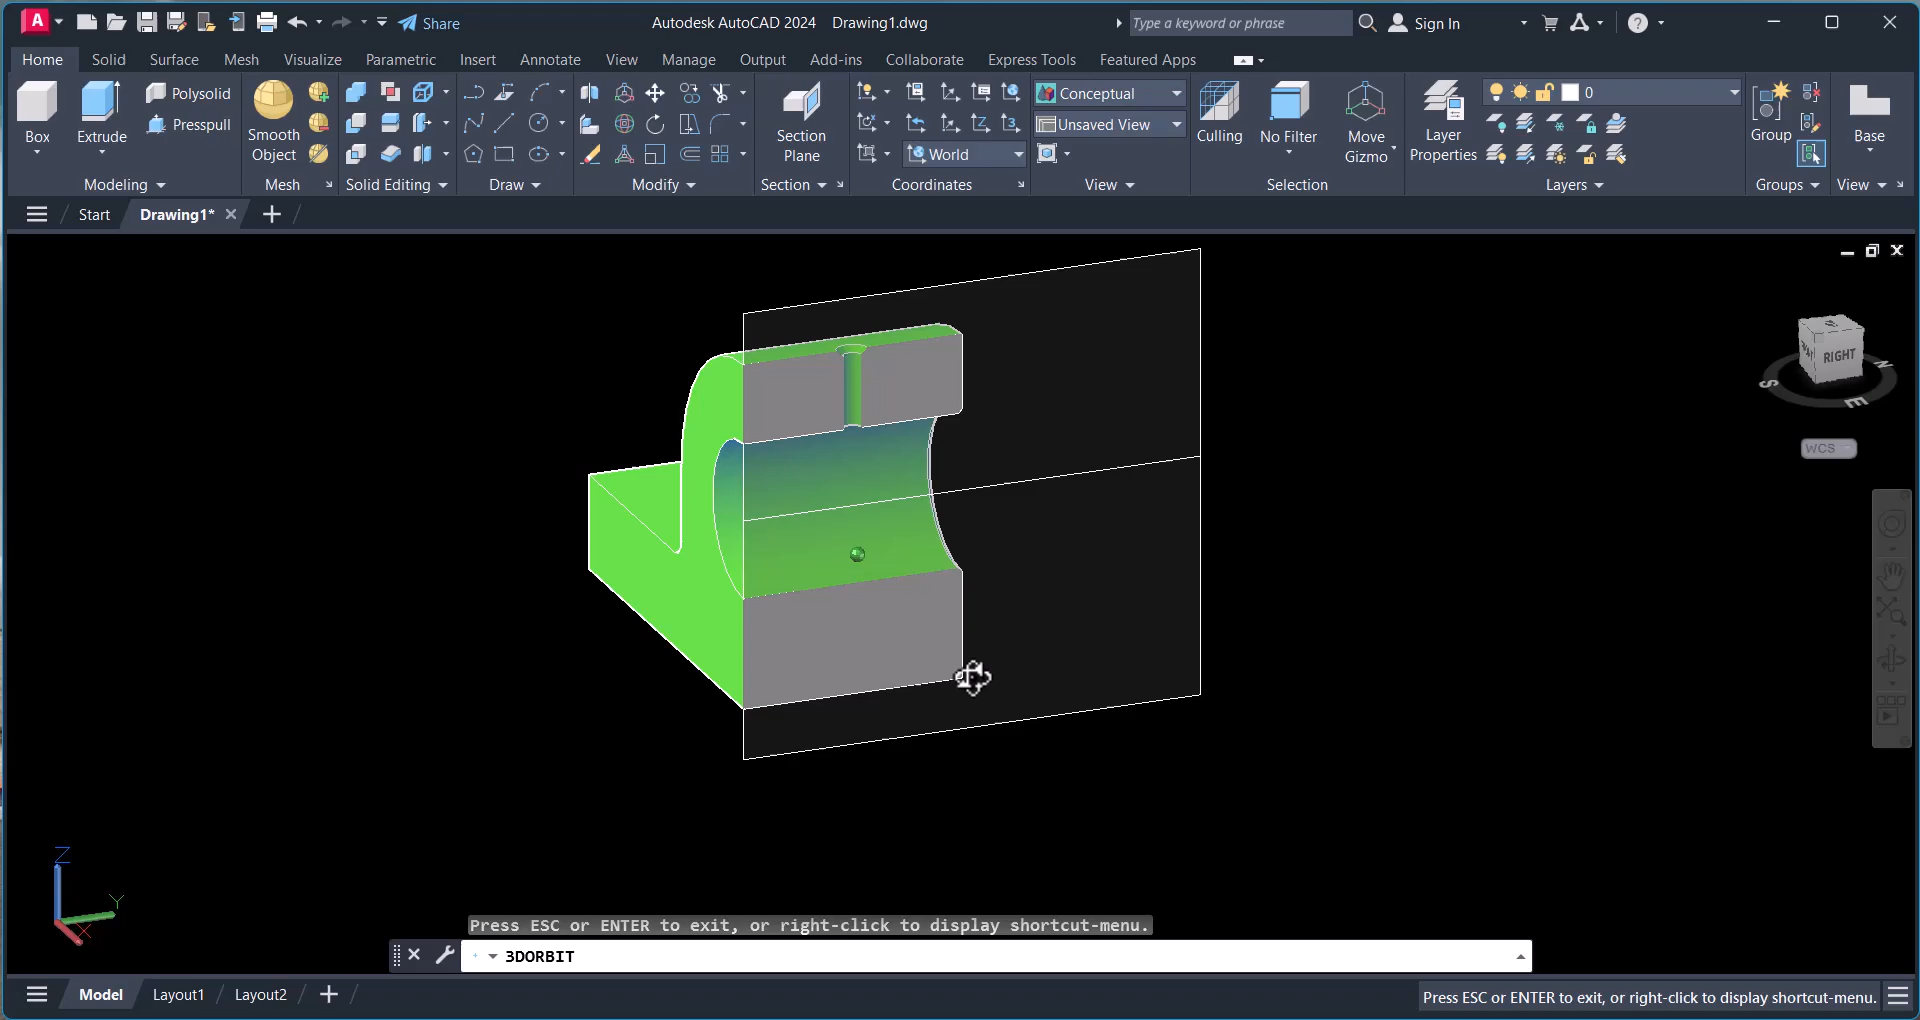 A Share Autodesk AutoCAD 2024 Drawing1.dwg Type a keyword or phrase Sign In
Home Solid Surface Mesh Visualize Parametric Insert Annotate View Manage Output Add-ins Collaborate Express Tools Featured Apps
Polysolid Conceptual 0
Presspull Unsaved View
Box Extrude Smooth Object Section Plane World Culling No Filter Move Gizmo Layer Properties Group Base
Modeling Mesh Solid Editing Draw Modify Section Coordinates View Selection Layers Groups View
Start Drawing1*
RIGHT
S
N
E
WCS
Z
Y
X
Press ESC or ENTER to exit, or right-click to display shortcut-menu.
3DORBIT
Model Layout1 Layout2 Press ESC or ENTER to exit, or right-click to display shortcut-menu.